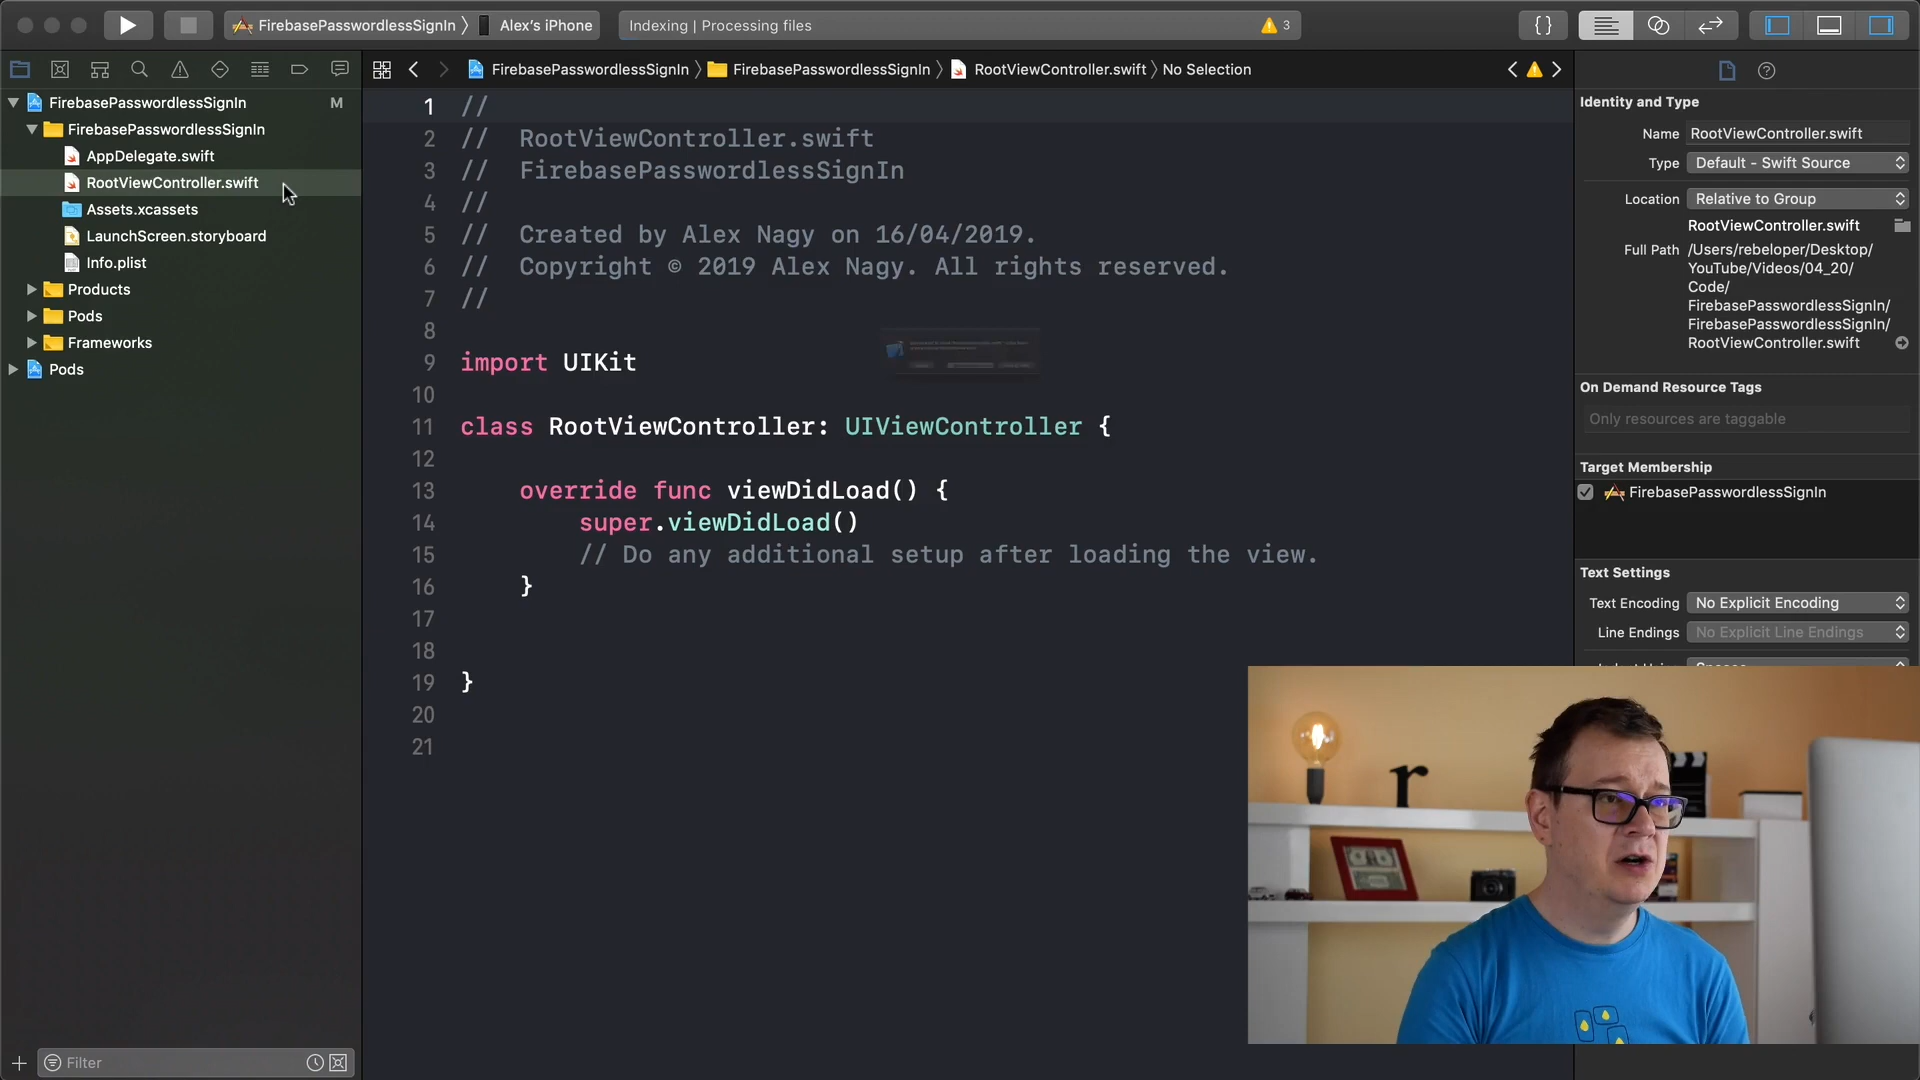 FirebasePasswordlessSignIn 〉 Alex's iPhone
Indexing | Processing files
3
{ }
FirebasePasswordlessSignIn 〉 FirebasePasswordlessSignIn 〉 RootViewController.swift 〉 No Selection
FirebasePasswordlessSignIn M
FirebasePasswordlessSignIn
AppDelegate.swift
RootViewController.swift
Assets.xcassets
LaunchScreen.storyboard
Info.plist
Products
Pods
Frameworks
Pods
Filter
1 //
2 //  RootViewController.swift
3 //  FirebasePasswordlessSignIn
4 //
5 //  Created by Alex Nagy on 16/04/2019.
6 //  Copyright © 2019 Alex Nagy. All rights reserved.
7 //
8
9 import UIKit
10
11 class RootViewController: UIViewController {
12
13     override func viewDidLoad() {
14         super.viewDidLoad()
15         // Do any additional setup after loading the view.
16     }
17
18
19 }
20
21
Identity and Type
Name RootViewController.swift
Type Default - Swift Source
Location Relative to Group
RootViewController.swift
Full Path /Users/rebeloper/Desktop/
YouTube/Videos/04_20/
Code/
FirebasePasswordlessSignIn/
FirebasePasswordlessSignIn/
RootViewController.swift
On Demand Resource Tags
Only resources are taggable
Target Membership
FirebasePasswordlessSignIn
Text Settings
Text Encoding No Explicit Encoding
Line Endings No Explicit Line Endings
r